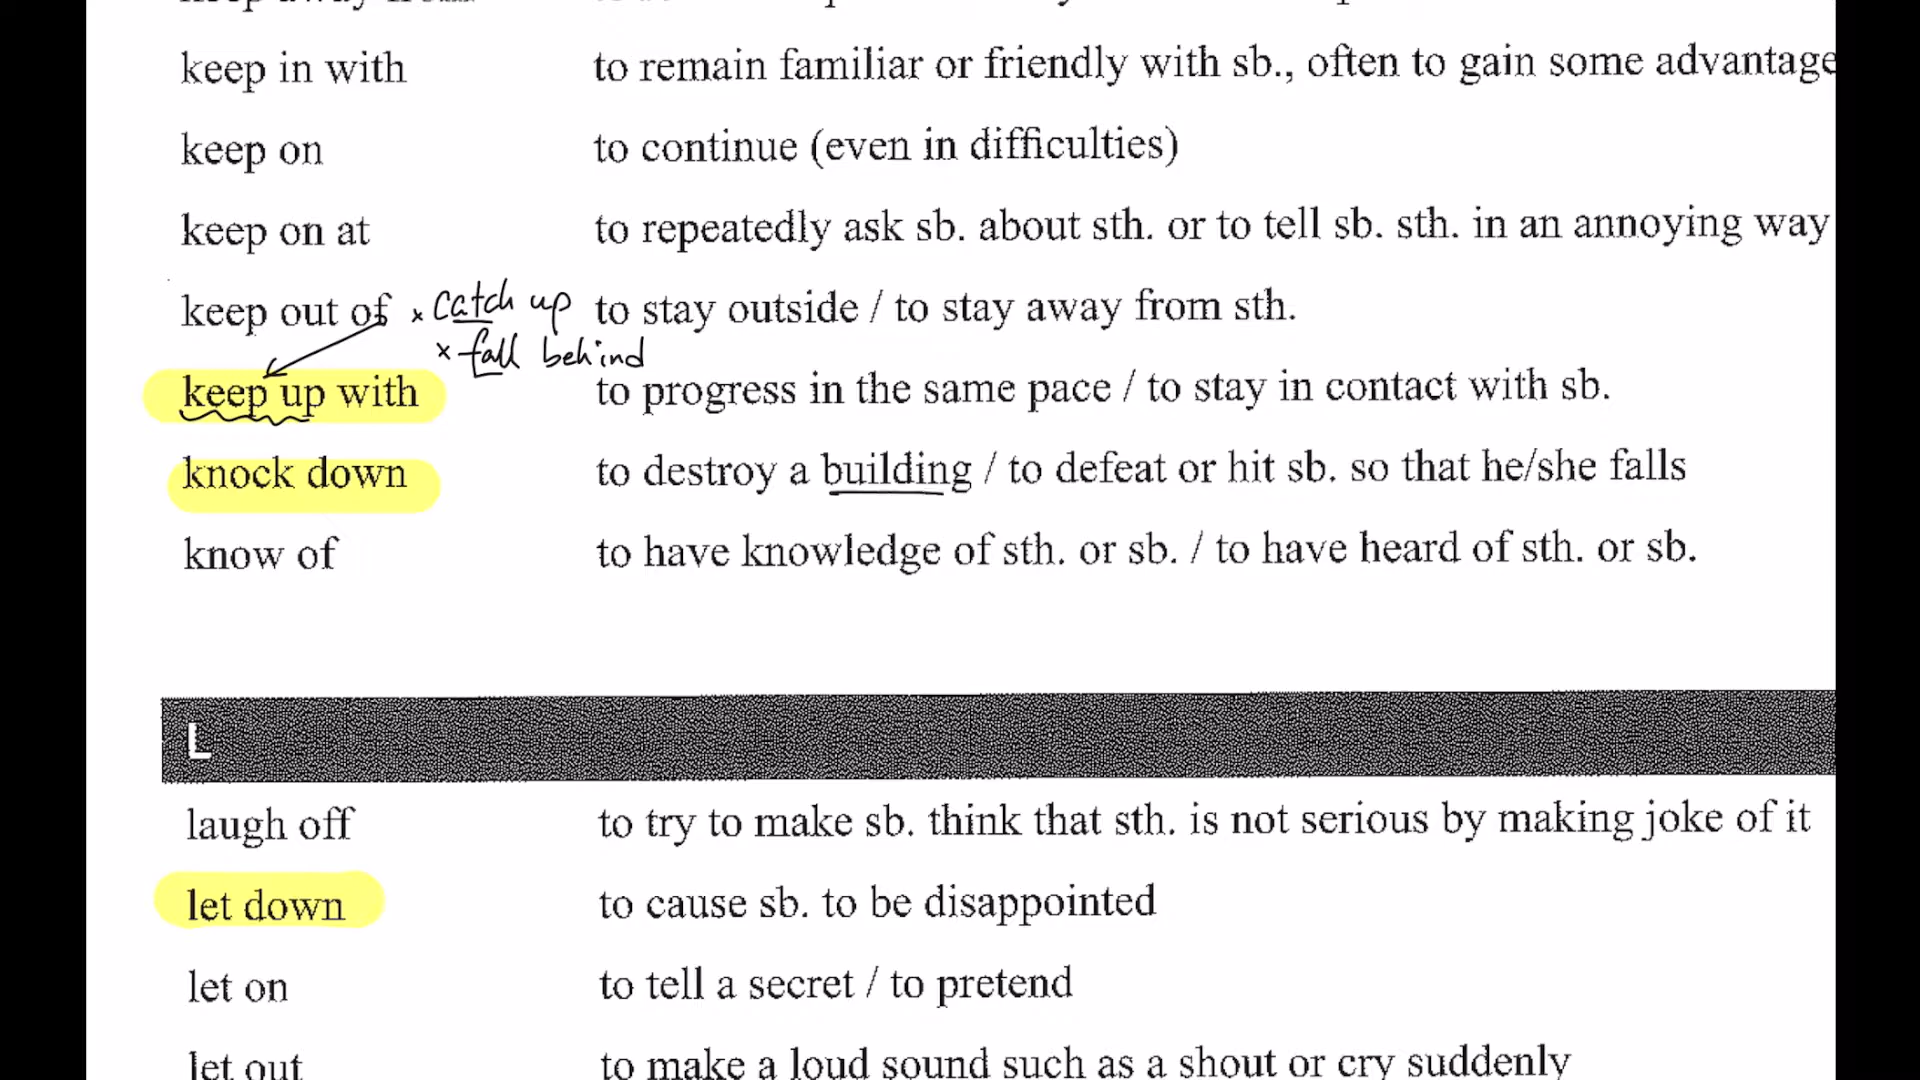 keep in with to remain familiar or friendly with sb., often to gain some advantage
keep on to continue (even in difficulties)
keep on at to repeatedly ask sb. about sth. or to tell sb. sth. in an annoying way
keep out of × catch up to stay outside / to stay away from sth.
× fall behind
keep up with to progress in the same pace / to stay in contact with sb.
knock down to destroy a building / to defeat or hit sb. so that he/she falls
know of to have knowledge of sth. or sb. / to have heard of sth. or sb.
L
laugh off to try to make sb. think that sth. is not serious by making joke of it
let down to cause sb. to be disappointed
let on to tell a secret / to pretend
let out to make a loud sound such as a shout or cry suddenly